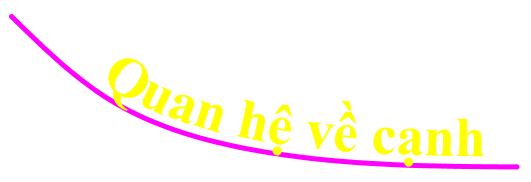 Quan hệ về cạnh